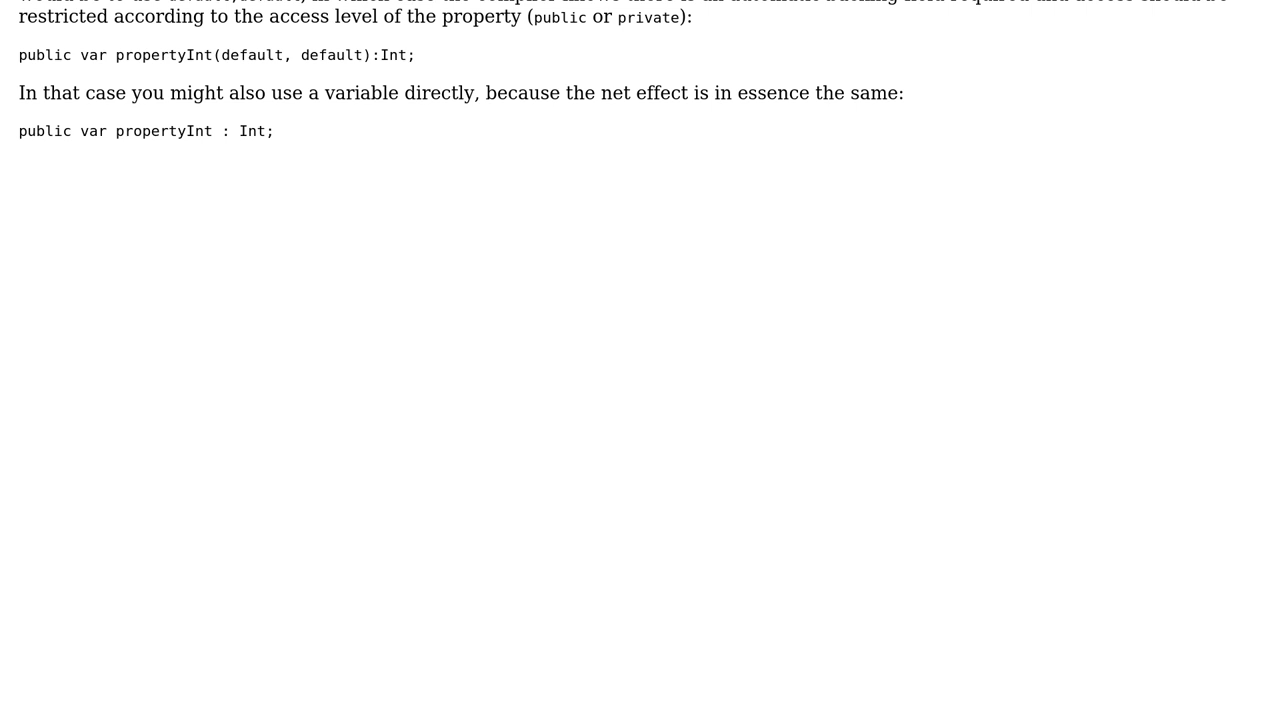 restricted according to the access level of the property (public or private):
public var propertyInt(default, default):Int;
In that case you might also use a variable directly, because the net effect is in essence the same:
public var propertyInt : Int;